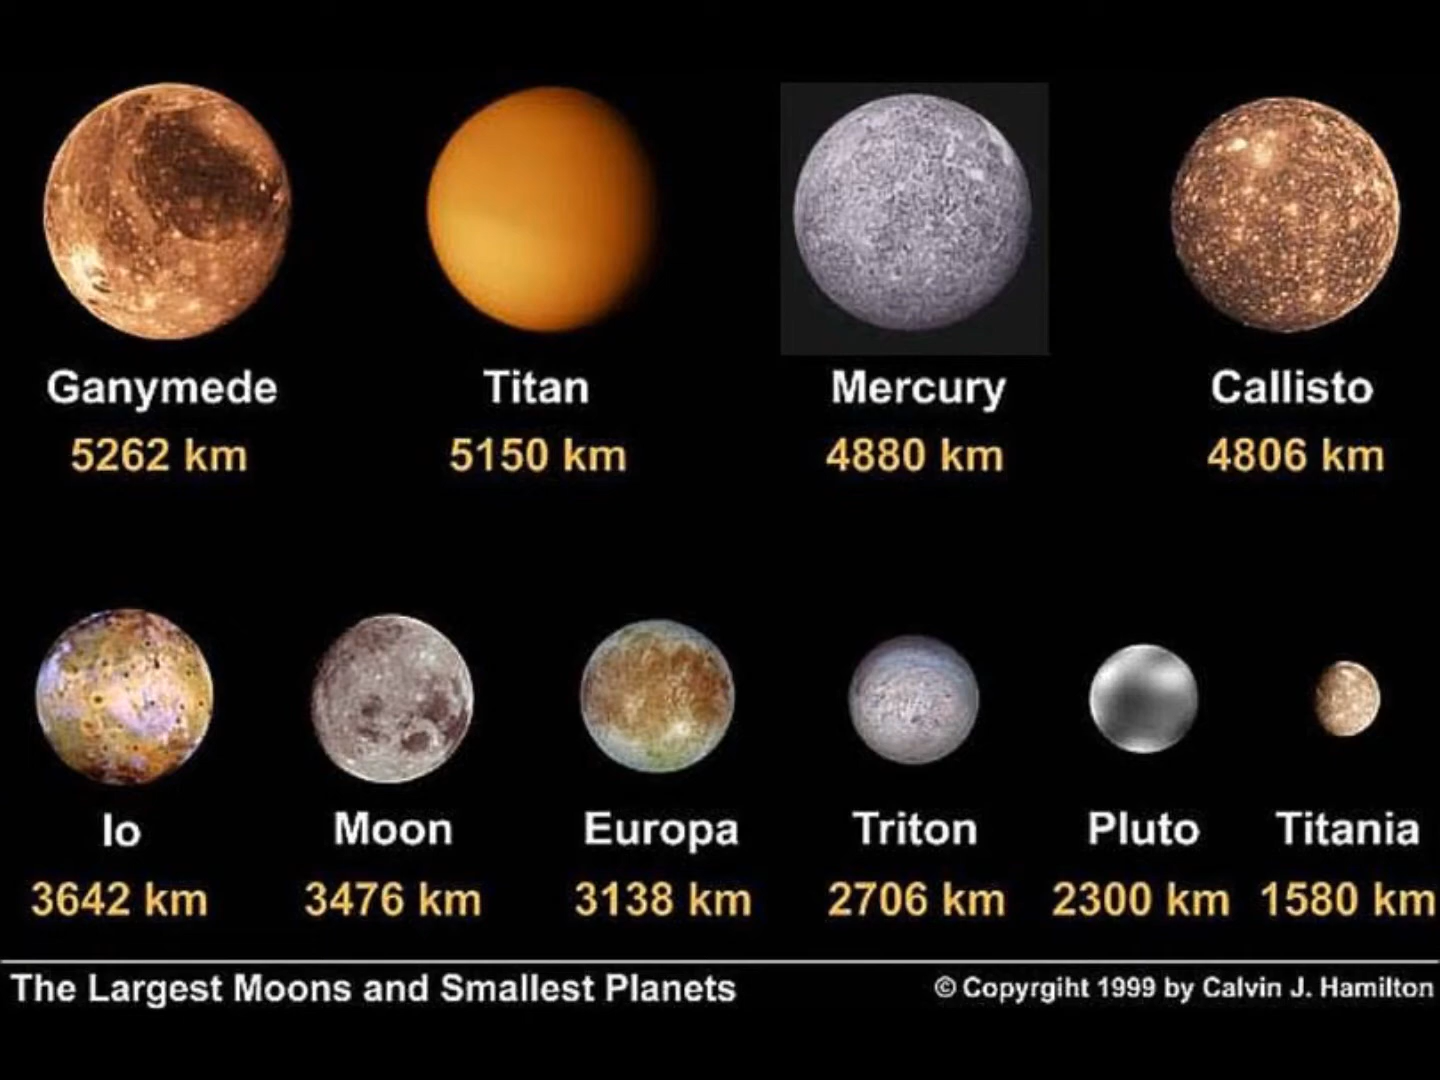 Ganymede Titan Mercury Callisto
5262 km 5150 km 4880 km 4806 km
Io Moon Europa Triton Pluto Titania
3642 km 3476 km 3138 km 2706 km 2300 km 1580 km
The Largest Moons and Smallest Planets © Copyrgiht 1999 by Calvin J. Hamilton